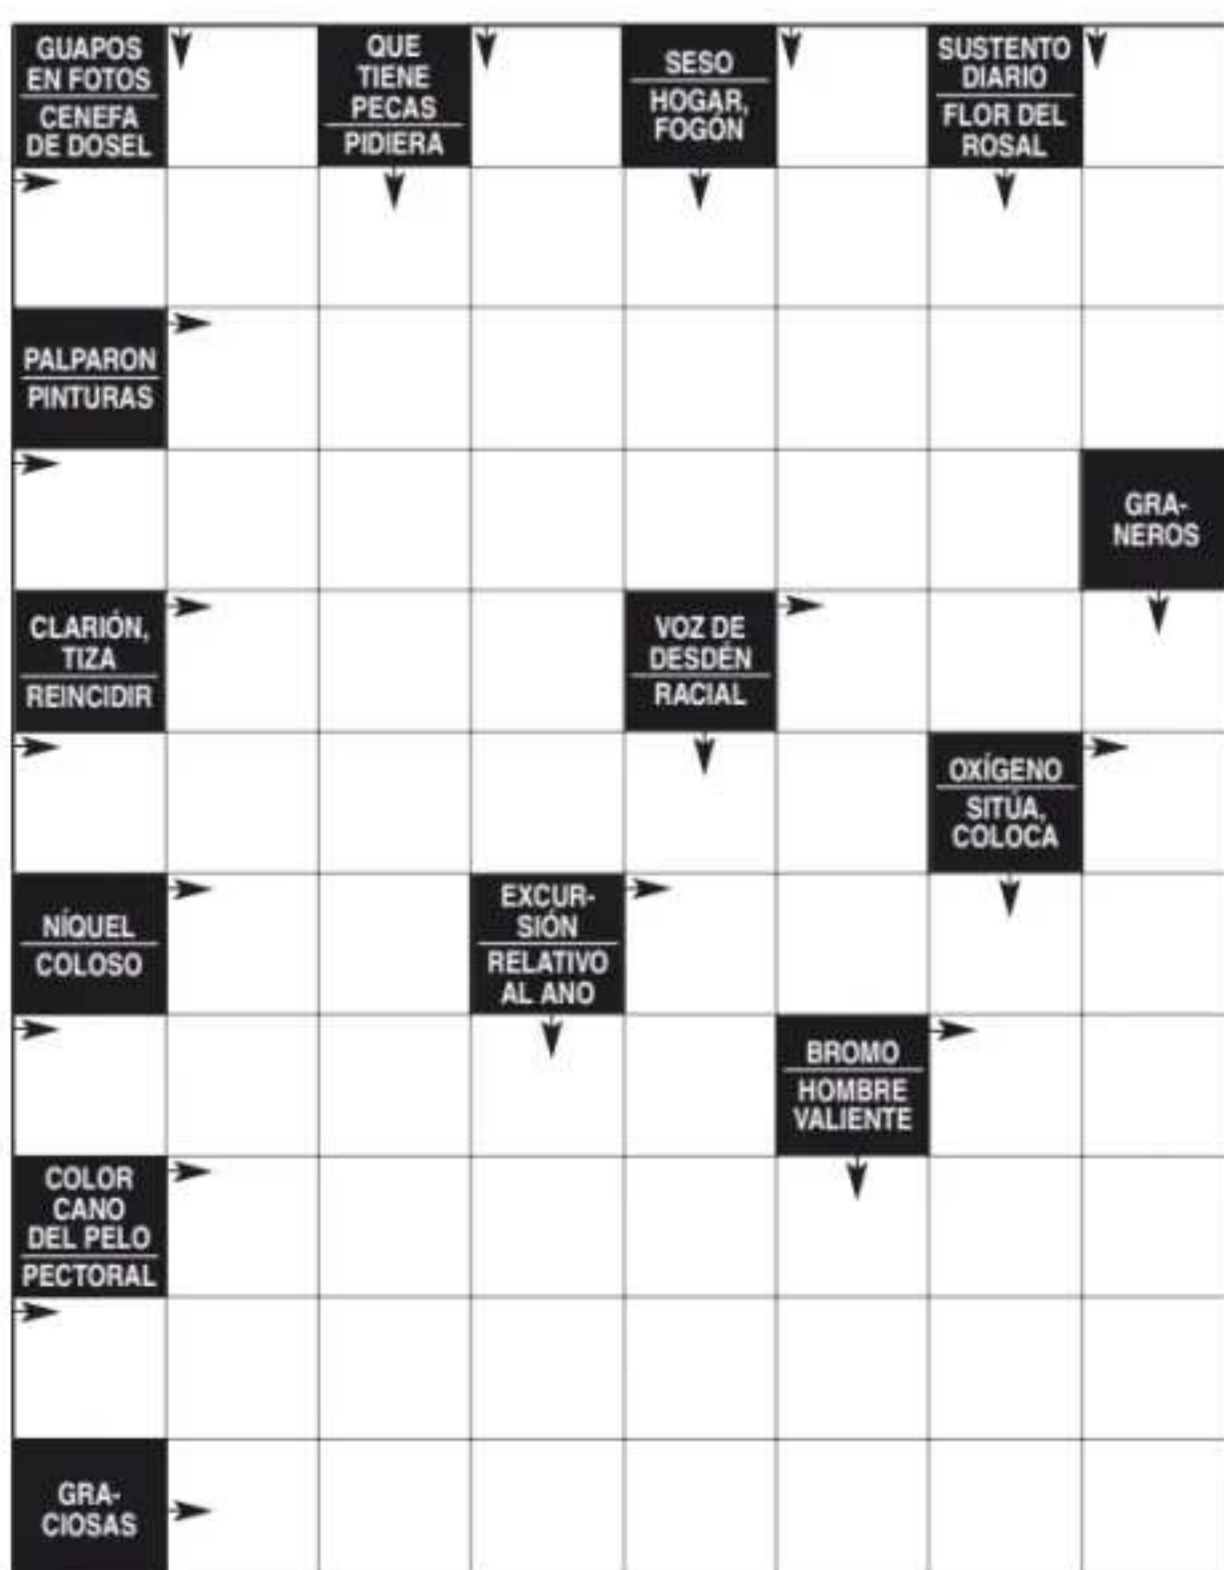 GUAPOS
EN FOTOS
CENEFA
DE DOSEL
QUE
TIENE
PECAS
PIDIERA
SESO
HOGAR,
FOGÓN
SUSTENTO
DIARIO
FLOR DEL
ROSAL
PALPARON
PINTURAS
GRA-
NEROS
CLARIÓN,
TIZA
REINCIDIR
VOZ DE
DESDÉN
RACIAL
OXÍGENO
SITÚA,
COLOCA
NÍQUEL
COLOSO
EXCUR-
SIÓN
RELATIVO
AL ANO
BROMO
HOMBRE
VALIENTE
COLOR
CANO
DEL PELO
PECTORAL
GRA-
CIOSAS